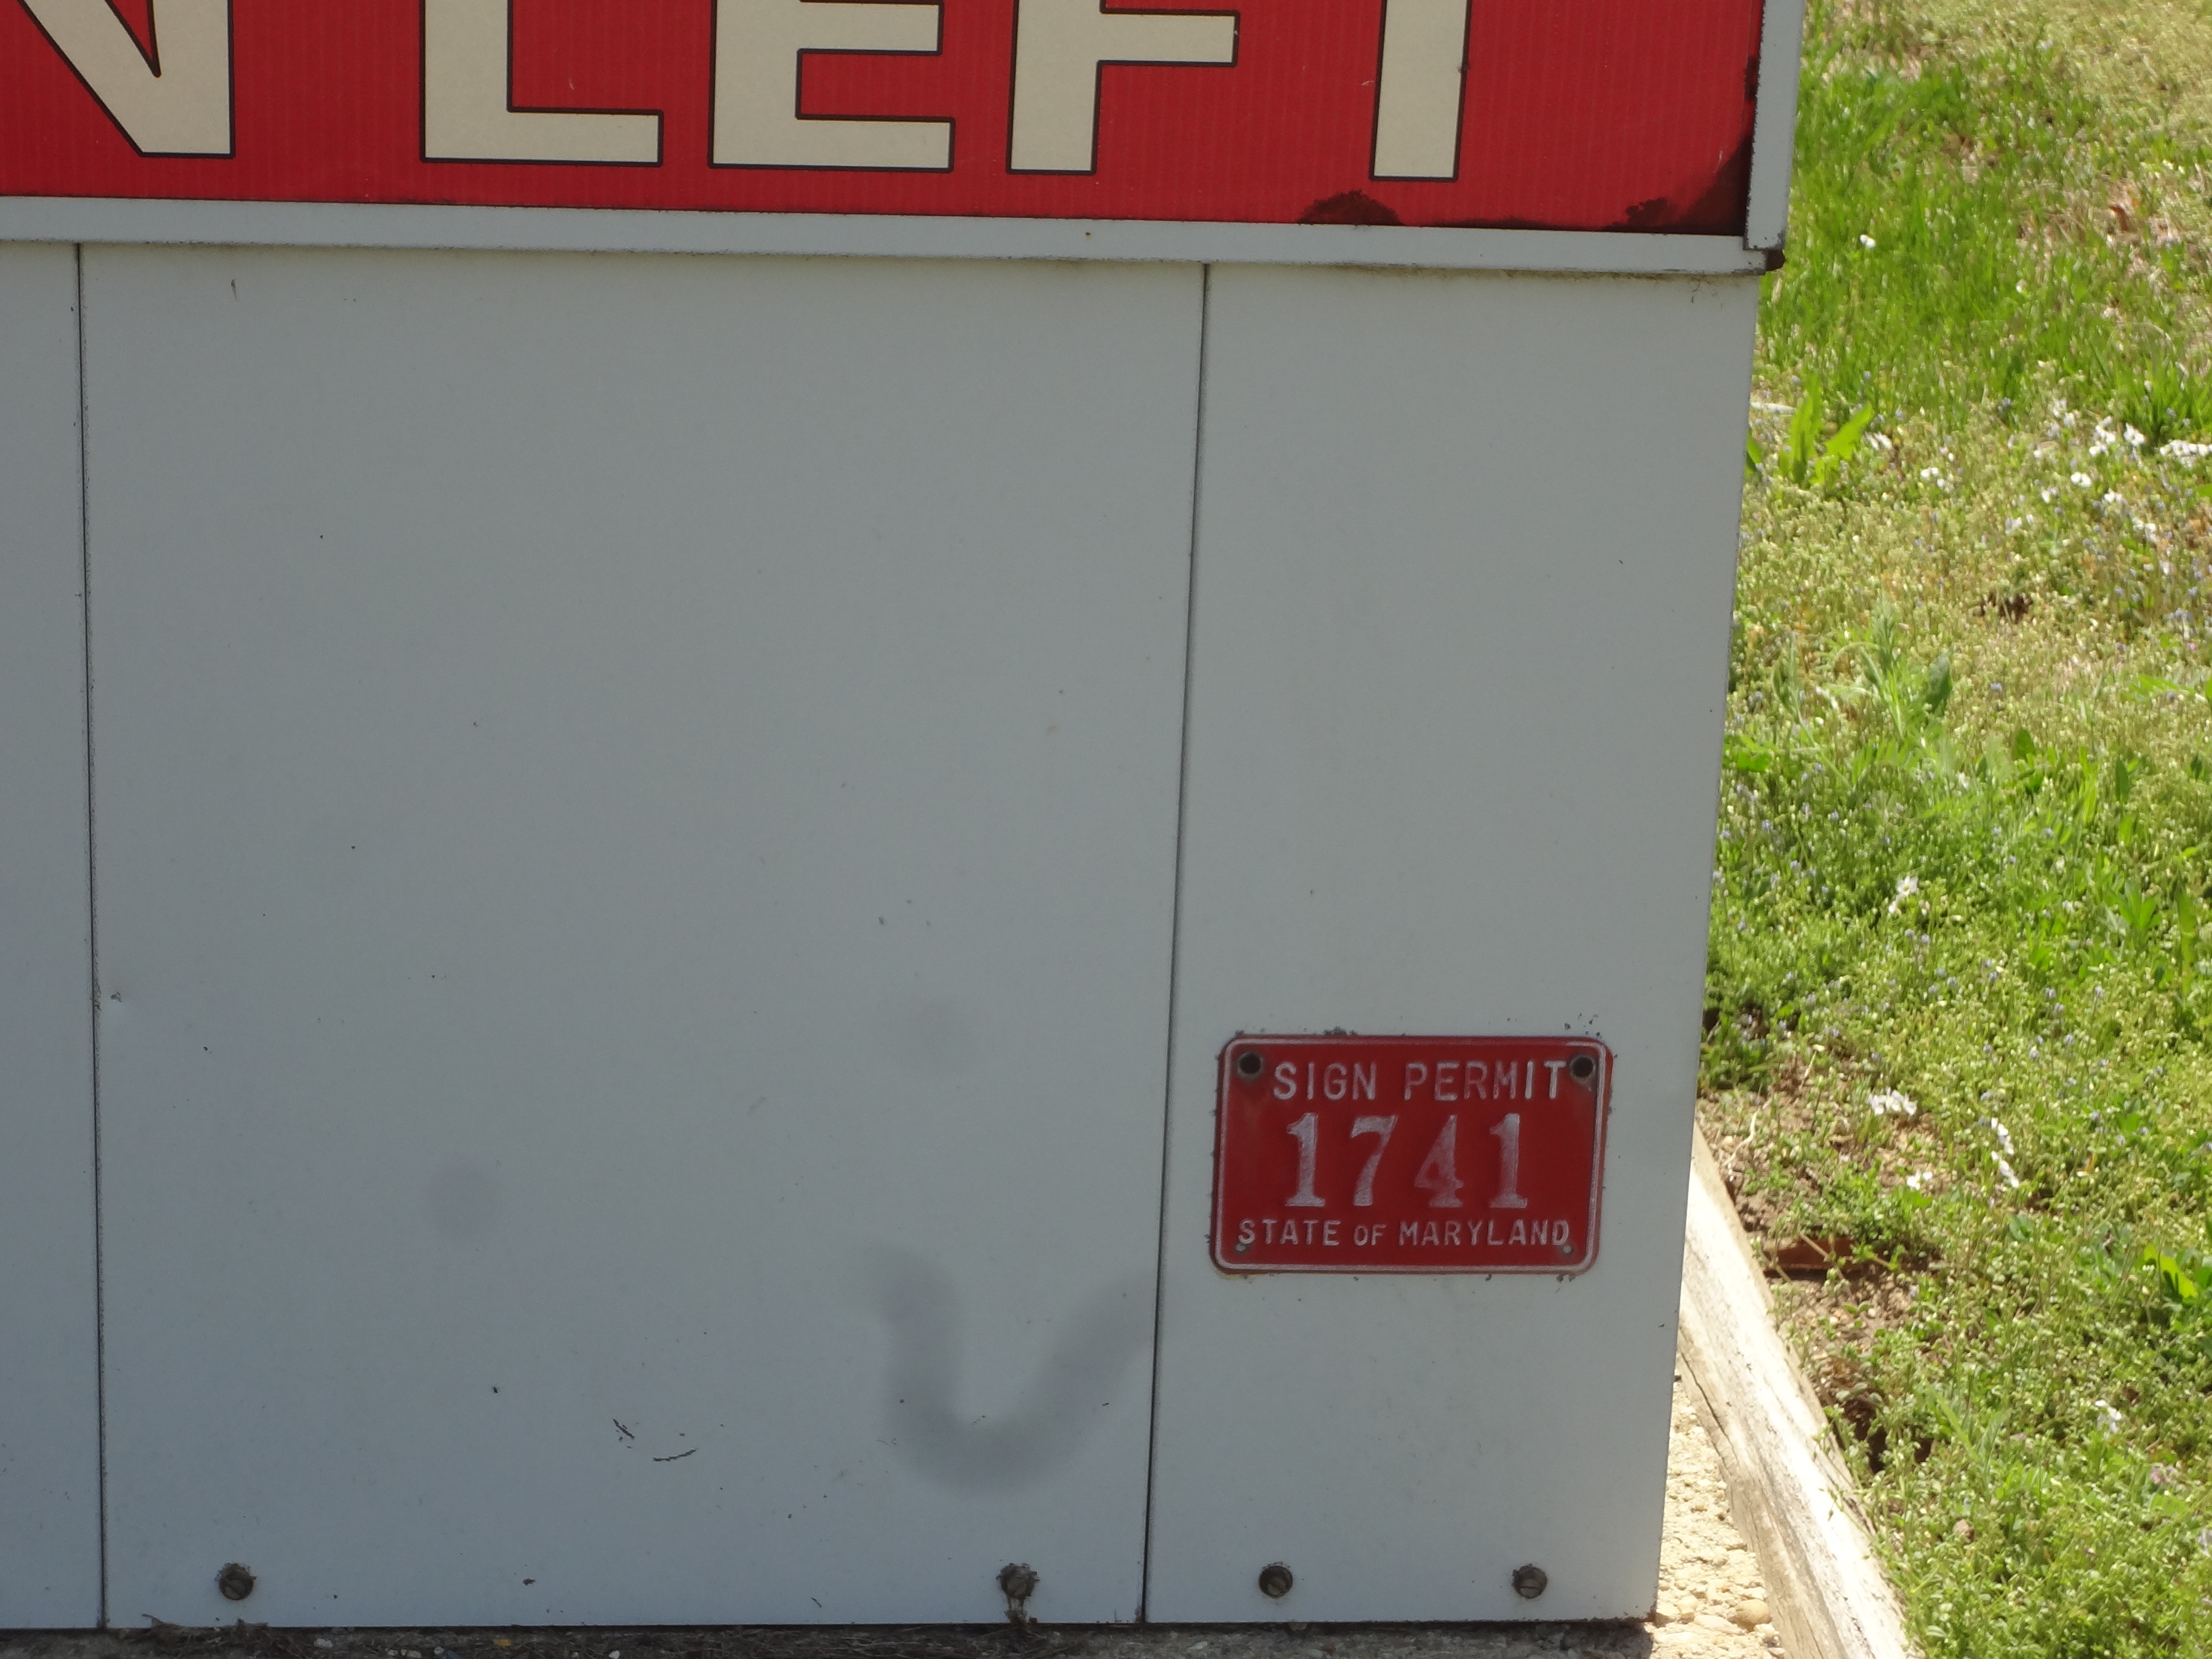 N LEFT
SIGN PERMIT
1741
STATE OF MARYLAND